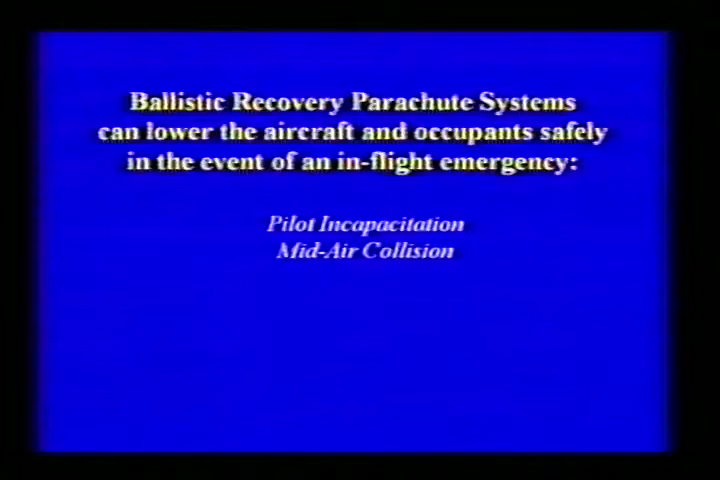 Ballistic Recovery Parachute Systems
can lower the aircraft and occupants safely
in the event of an in-flight emergency:
Pilot Incapacitation
Mid-Air Collision